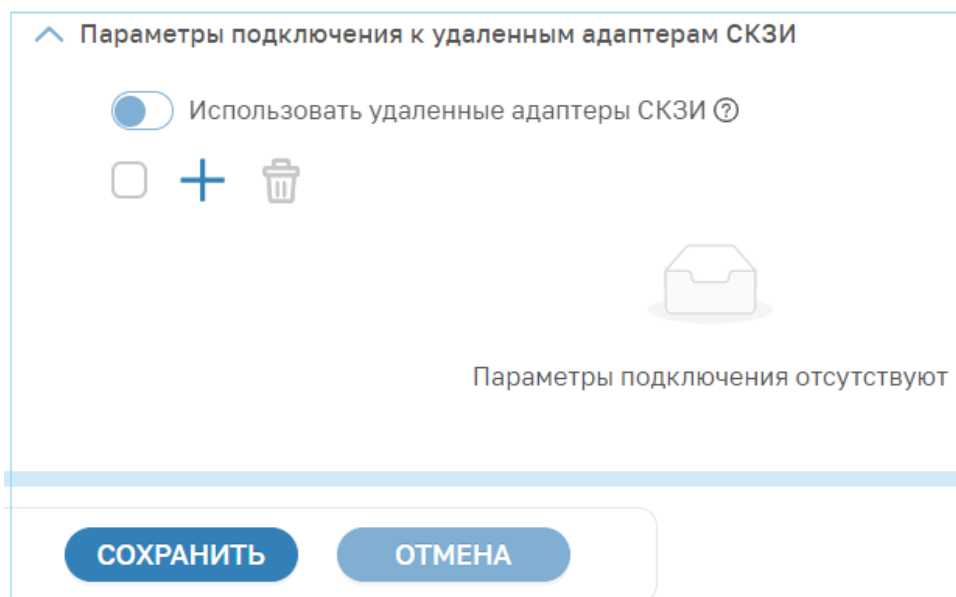 Параметры подключения к удаленным адаптерам СКЗИ
Использовать удаленные адаптеры СКЗИ ?
Параметры подключения отсутствуют
СОХРАНИТЬ ОТМЕНА